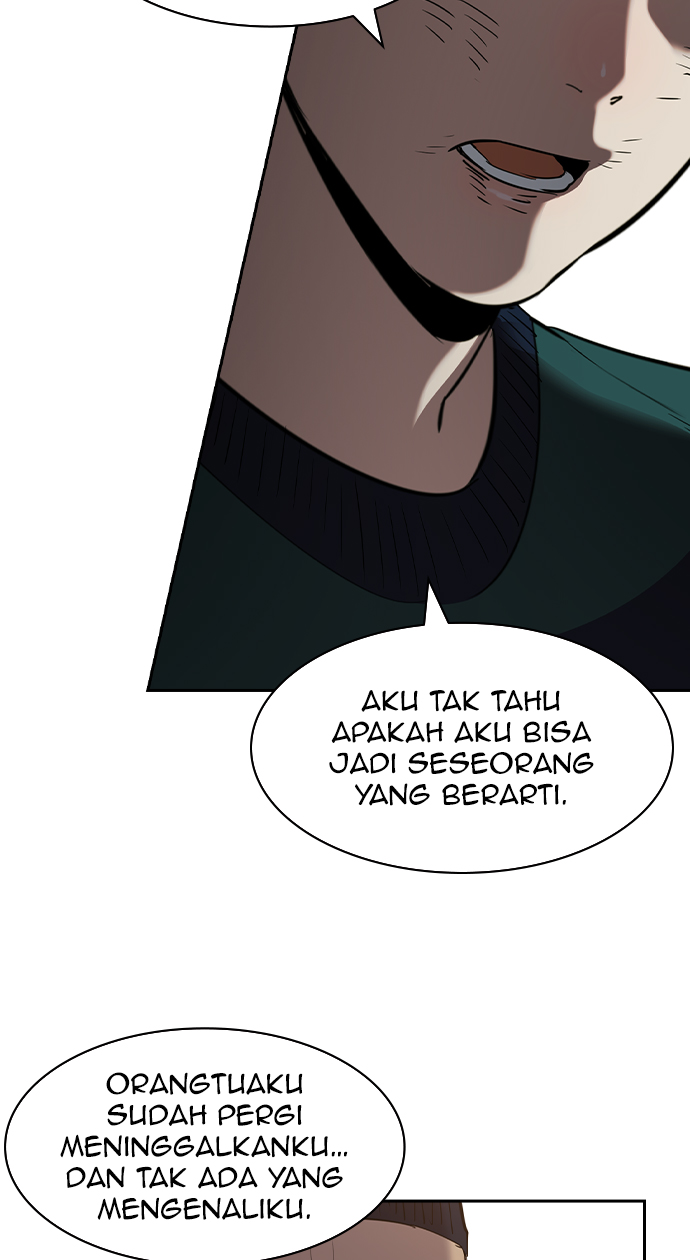 AKU TAK TAHU
APAKAH AKU BISA
JADI SESEORANG
YANG BERARTI.
ORANGTUAKU
SUDAH PERGI
MENINGGALKANKU...
DAN TAK ADA YANG
MENGENALIKU.